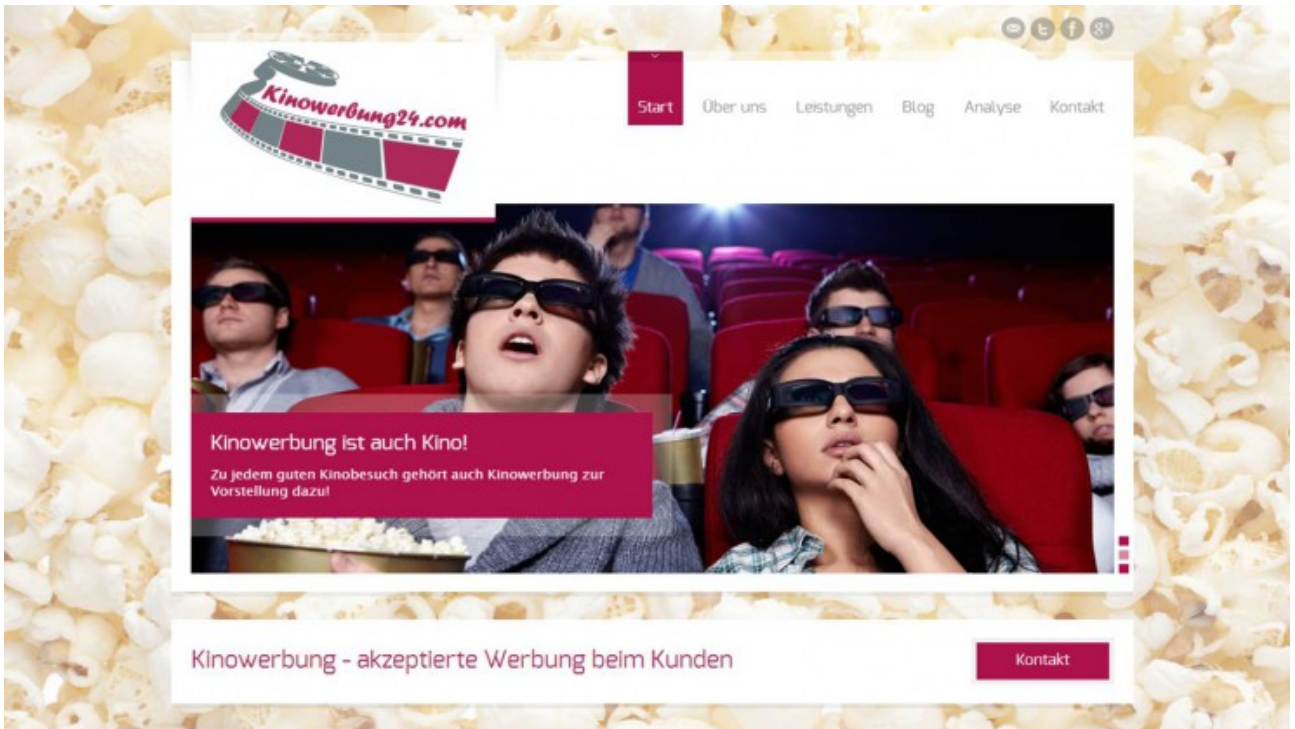 Kinowerbung24.com
Start Über uns Leistungen Blog Analyse Kontakt
Kinowerbung ist auch Kino!
Zu jedem guten Kinobesuch gehört auch Kinowerbung zur
Vorstellung dazu!
Kinowerbung - akzeptierte Werbung beim Kunden
Kontakt